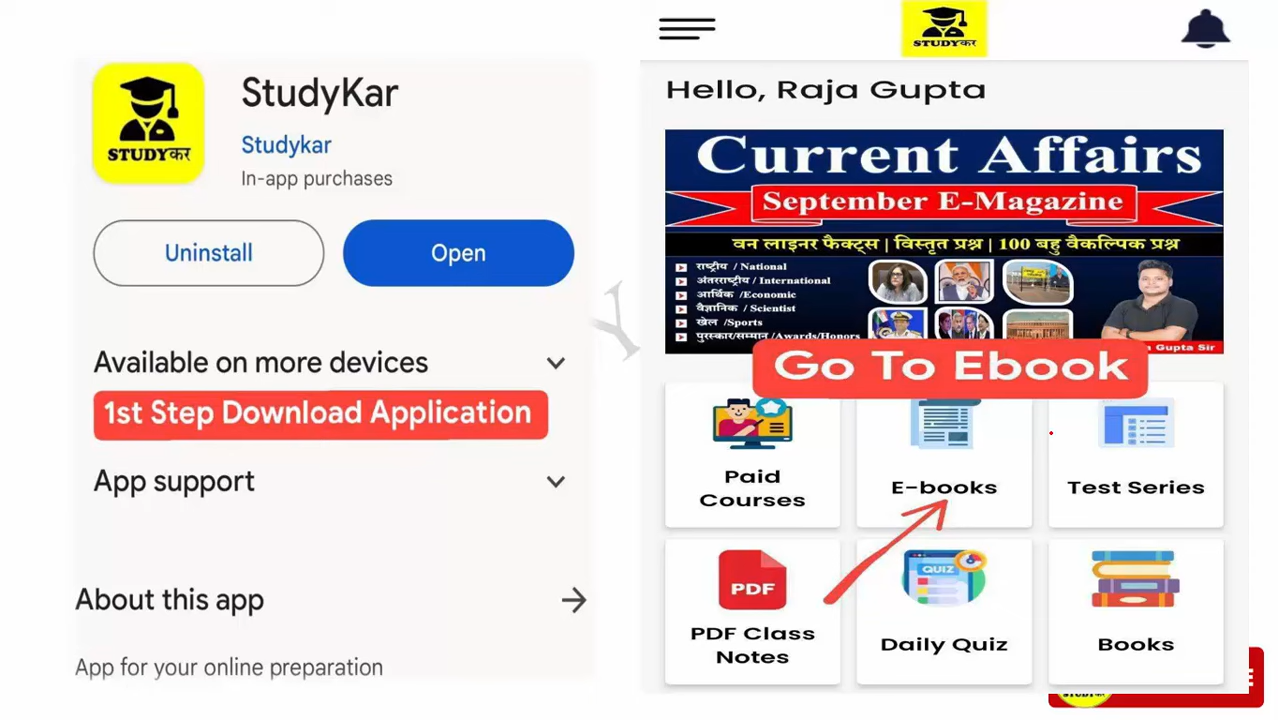 STUDYकर
StudyKar
Studykar
In-app purchases
Uninstall
Open
Available on more devices
1st Step Download Application
App support
About this app
App for your online preparation
STUDYकर
Hello, Raja Gupta
Current Affairs
September E-Magazine
वन लाइनर फैक्ट्स | विस्तृत प्रश्न | 100 बहु वैकल्पिक प्रश्न
राष्ट्रीय / National
अंतरराष्ट्रीय / International
आर्थिक /Economic
वैज्ञानिक / Scientist
खेल /Sports
पुरस्कार/सम्मान /Awards/Honors
Gupta Sir
Go To Ebook
Paid
Courses
E-books
Test Series
PDF
PDF Class
Notes
QUIZ
Daily Quiz
Books
STUDYकर
E